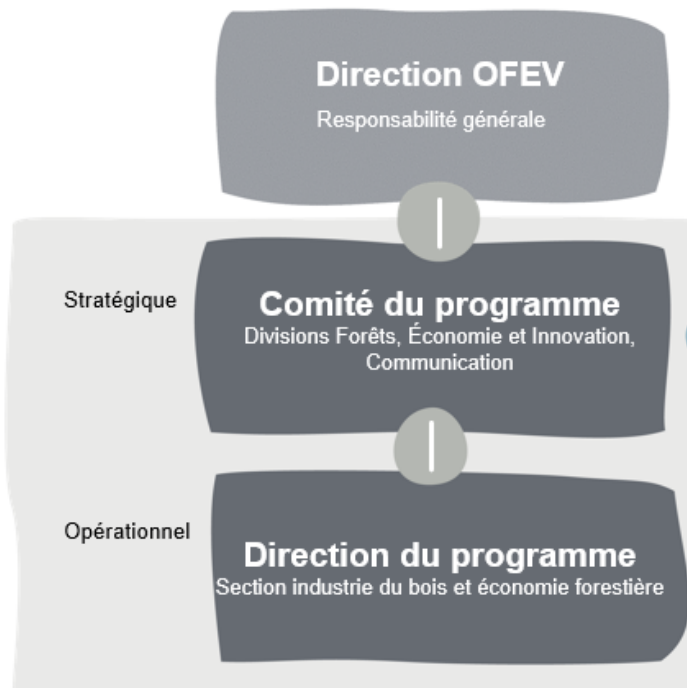 Direction OFEV
Responsabilité générale
Stratégique
Comité du programme
Divisions Forêts, Économie et Innovation,
Communication
Opérationnel
Direction du programme
Section industrie du bois et économie forestière